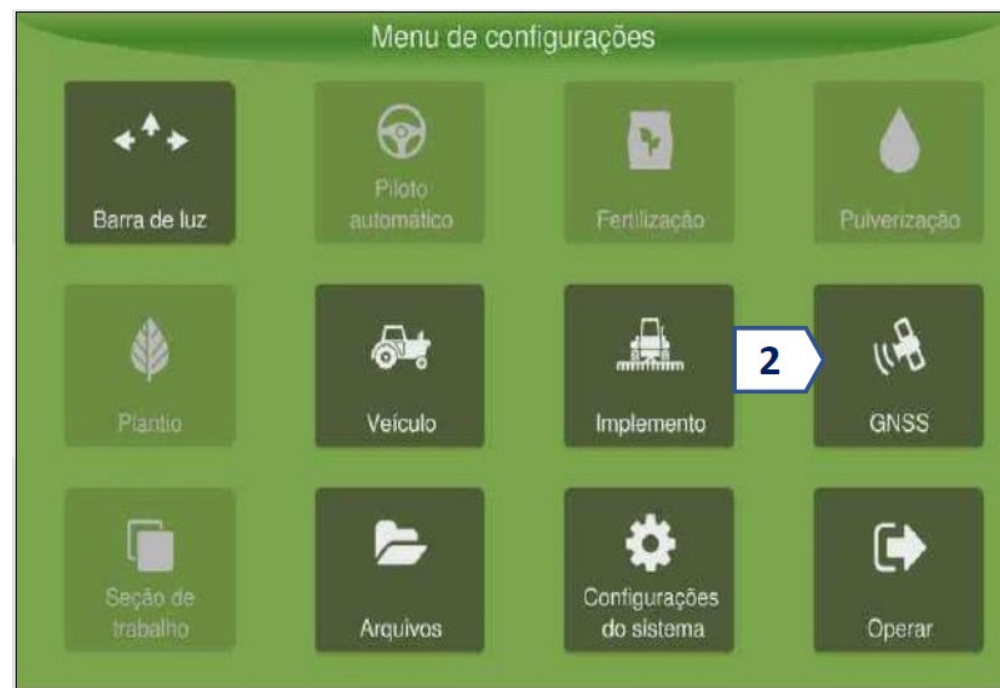 Menu de configurações
Barra de luz
Piloto
automático
Fertilização
Pulverização
Plantio
Veículo
Implemento
2
GNSS
Seção de
trabalho
Arquivos
Configurações
do sistema
Operar